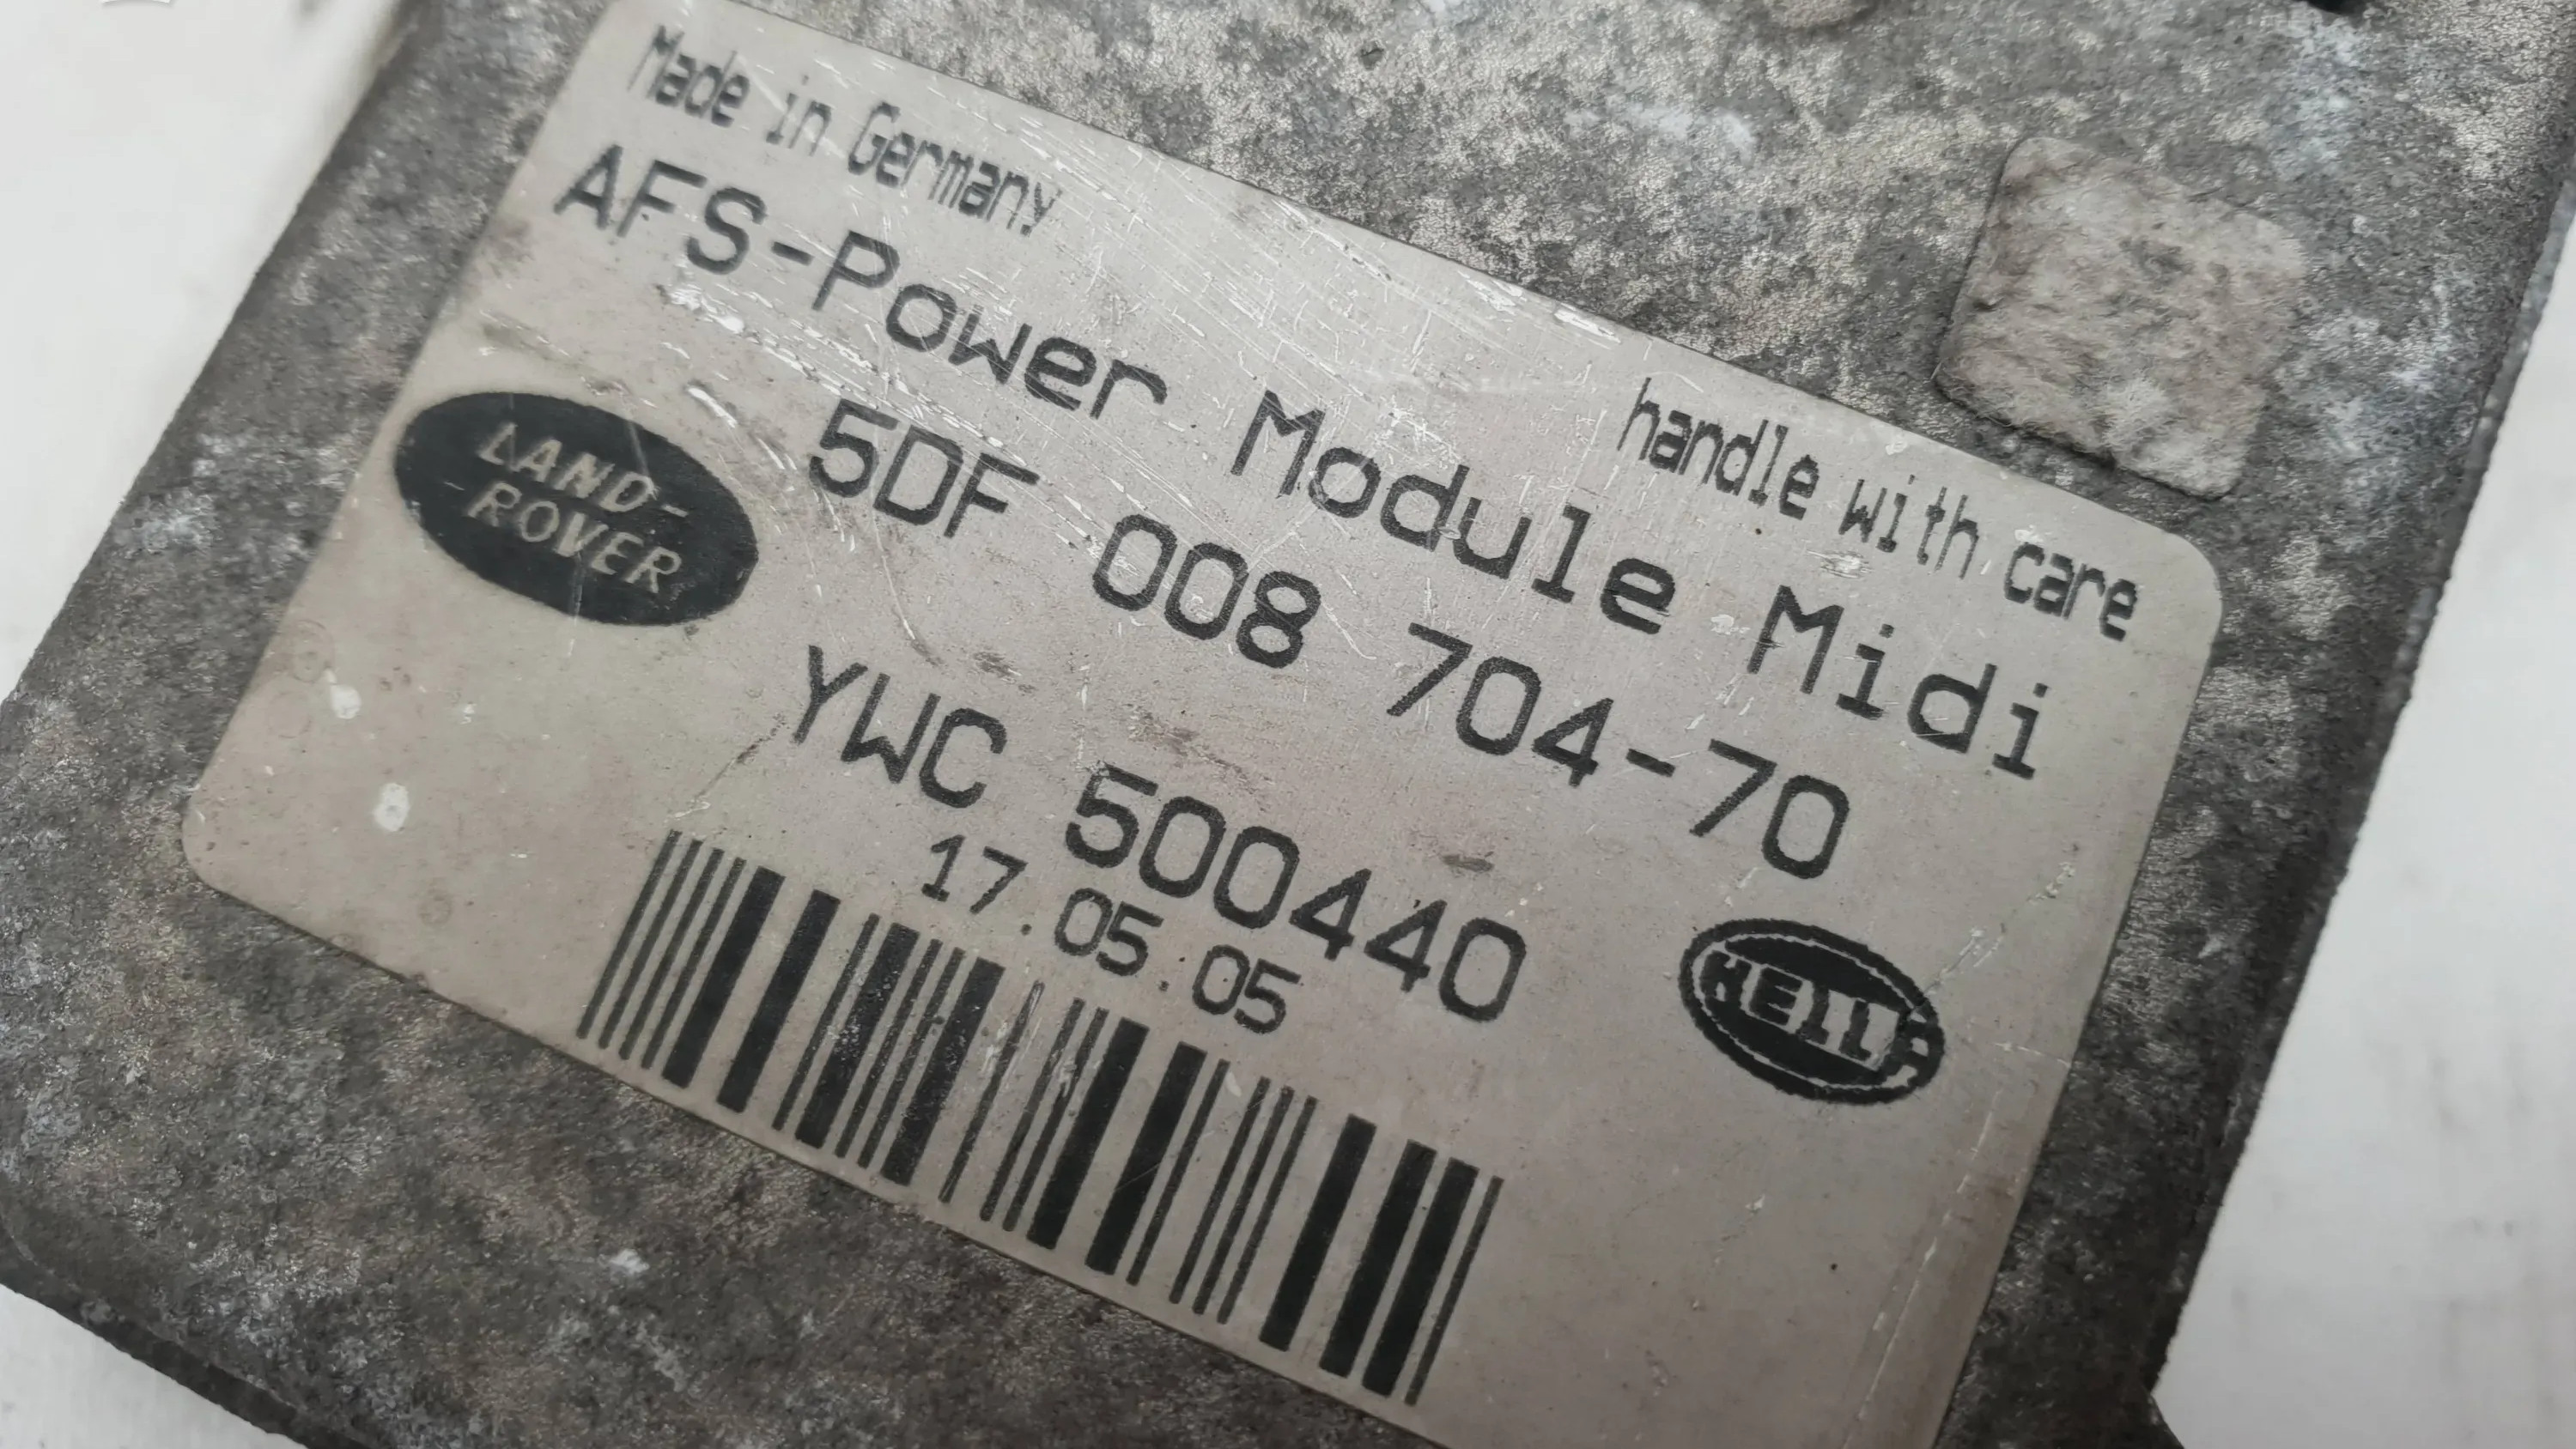 Made in Germany
handle with care
AFS-Power Module Midi
LAND-
ROVER
5DF 008 704-70
YWC 500440
17.05.05
HELLA